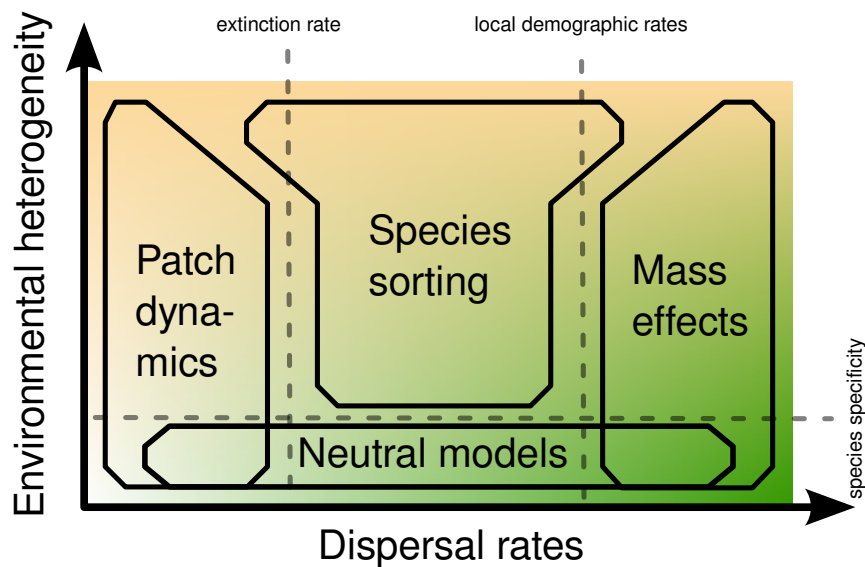 extinction rate
local demographic rates
Environmental heterogeneity
Patch
dyna-
mics
Species
sorting
Mass
effects
species specificity
Neutral models
Dispersal rates